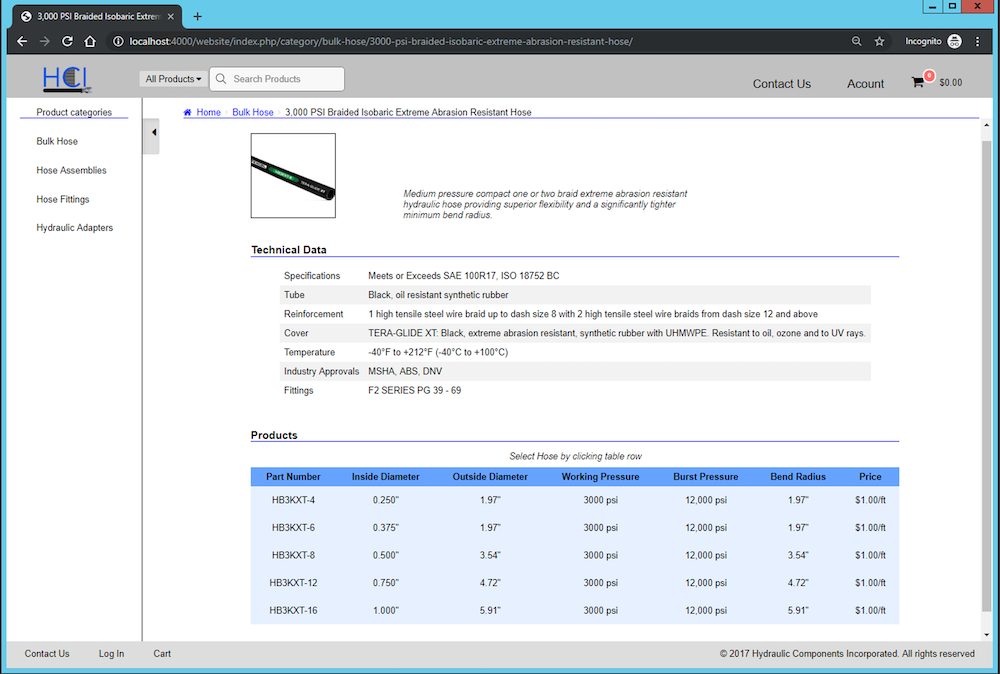 3,000 PSI Braided Isobaric Extrem
localhost:4000/website/index.php/category/bulk-hose/3000-psi-braided-isobaric-extreme-abrasion-resistant-hose/
Incognito
HCI
All Products
Search Products
Contact Us
Acount
0
$0.00
Product categories
Bulk Hose
Hose Assemblies
Hose Fittings
Hydraulic Adapters
Home
Bulk Hose
3,000 PSI Braided Isobaric Extreme Abrasion Resistant Hose
TERA-GLIDE XT
Medium pressure compact one or two braid extreme abrasion resistant
hydraulic hose providing superior flexibility and a significantly tighter
minimum bend radius.
Technical Data
Specifications Meets or Exceeds SAE 100R17, ISO 18752 BC
Tube Black, oil resistant synthetic rubber
Reinforcement 1 high tensile steel wire braid up to dash size 8 with 2 high tensile steel wire braids from dash size 12 and above
Cover TERA-GLIDE XT: Black, extreme abrasion resistant, synthetic rubber with UHMWPE. Resistant to oil, ozone and to UV rays.
Temperature -40°F to +212°F (-40°C to +100°C)
Industry Approvals MSHA, ABS, DNV
Fittings F2 SERIES PG 39 - 69
Products
Select Hose by clicking table row
Part Number Inside Diameter Outside Diameter Working Pressure Burst Pressure Bend Radius Price
HB3KXT-4 0.250" 1.97" 3000 psi 12,000 psi 1.97" $1.00/ft
HB3KXT-6 0.375" 1.97" 3000 psi 12,000 psi 1.97" $1.00/ft
HB3KXT-8 0.500" 3.54" 3000 psi 12,000 psi 3.54" $1.00/ft
HB3KXT-12 0.750" 4.72" 3000 psi 12,000 psi 4.72" $1.00/ft
HB3KXT-16 1.000" 5.91" 3000 psi 12,000 psi 5.91" $1.00/ft
Contact Us
Log In
Cart
© 2017 Hydraulic Components Incorporated. All rights reserved